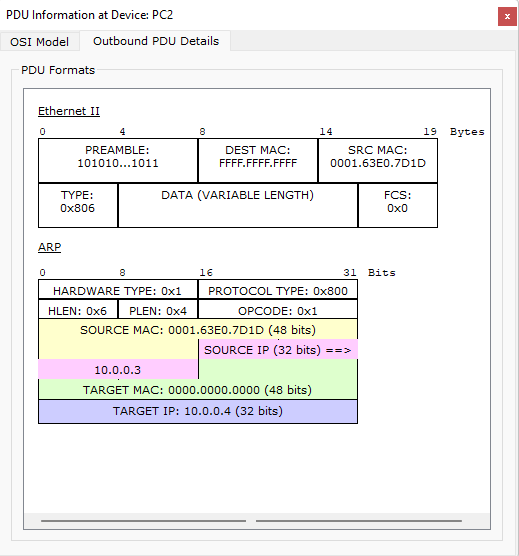 PDU Information at Device: PC2
x
OSI Model Outbound PDU Details
PDU Formats
Ethernet II
0 4 8 14 19 Bytes
PREAMBLE: DEST MAC: SRC MAC:
101010...1011 FFFF.FFFF.FFFF 0001.63E0.7D1D
TYPE: DATA (VARIABLE LENGTH) FCS:
0x806 0x0
ARP
0 8 16 31 Bits
HARDWARE TYPE: 0x1 PROTOCOL TYPE: 0x800
HLEN: 0x6 PLEN: 0x4 OPCODE: 0x1
SOURCE MAC: 0001.63E0.7D1D (48 bits)
SOURCE IP (32 bits) ==>
10.0.0.3
TARGET MAC: 0000.0000.0000 (48 bits)
TARGET IP: 10.0.0.4 (32 bits)